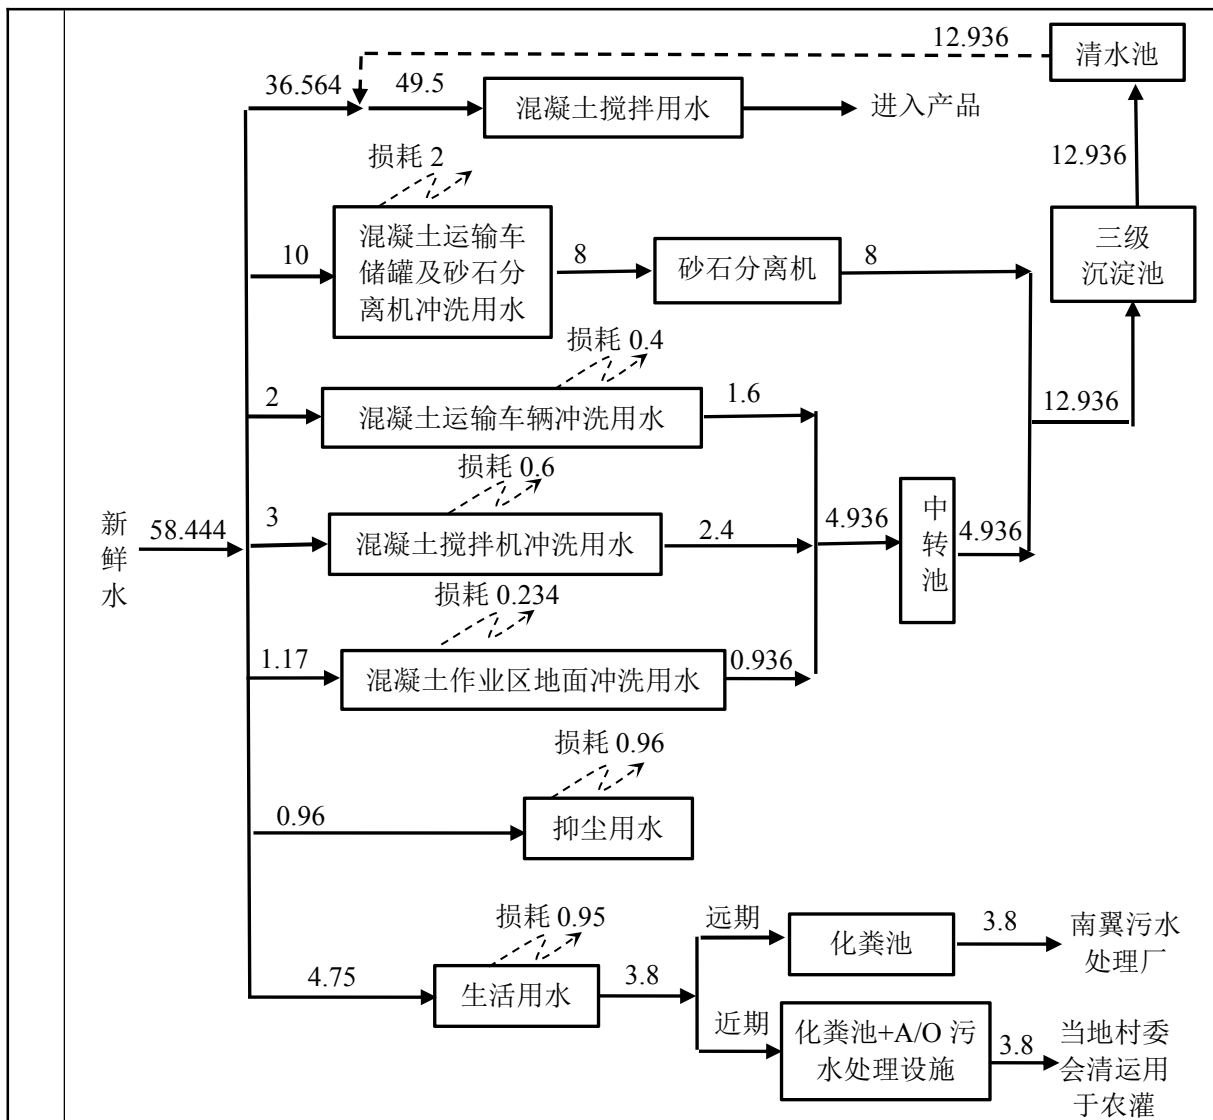 12.936
清水池
36.564
49.5
混凝土搅拌用水
进入产品
12.936
损耗 2
10
混凝土运输车
储罐及砂石分
离机冲洗用水
8
砂石分离机
8
三级
沉淀池
损耗 0.4
2
混凝土运输车辆冲洗用水
1.6
12.936
损耗 0.6
新
鲜
水
58.444
3
混凝土搅拌机冲洗用水
2.4
4.936
中
转
池
4.936
损耗 0.234
1.17
混凝土作业区地面冲洗用水
0.936
损耗 0.96
0.96
抑尘用水
损耗 0.95
4.75
生活用水
3.8
远期
化粪池
3.8
南翼污水
处理厂
近期
化粪池+A/O 污
水处理设施
3.8
当地村委
会清运用
于农灌